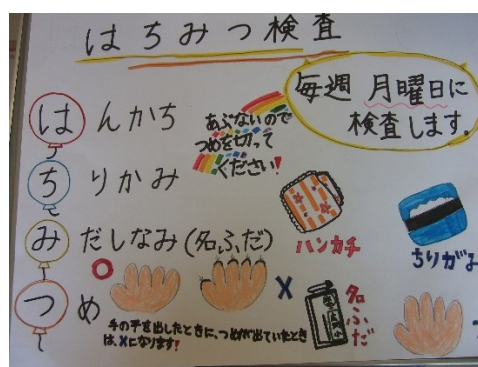 はちみつ検査
毎週 月曜日に
検査します。
はんかち
あぶないので
つめを切って
ください!
ちりかみ
みだしなみ(名ふだ)
ハンカチ
ちりがみ
つめ
○
×
名ふだ
手の平を出したときに、つめが出ていたとき
は、×になります!